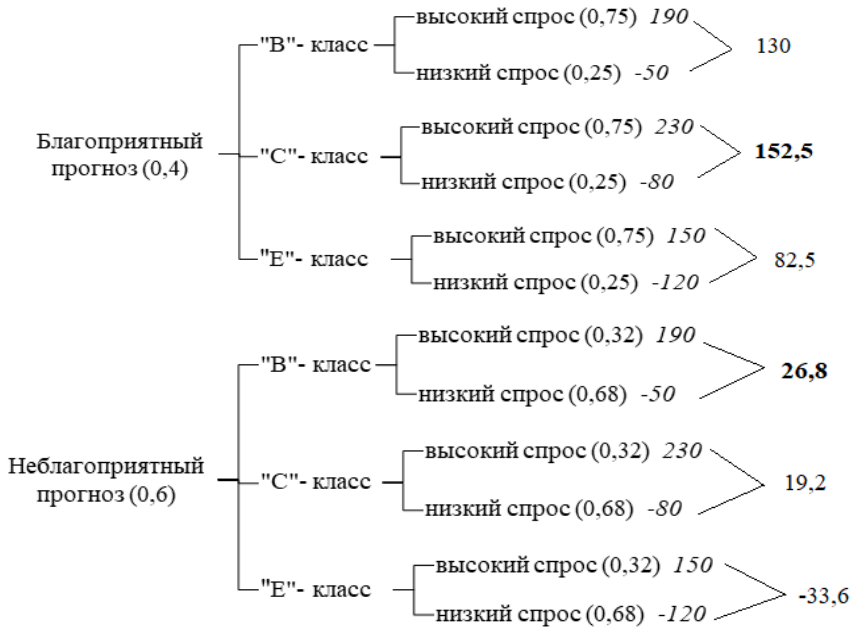 высокий спрос (0,75) 190
"В"- класс
130
низкий спрос (0,25) -50
Благоприятный
прогноз (0,4)
высокий спрос (0,75) 230
"С"-класс
152,5
низкий спрос (0,25) -80
высокий спрос (0,75) 150
"Е"- класс
82,5
низкий спрос (0,25) -120
высокий спрос (0,32) 190
"В"- класс
26,8
низкий спрос (0,68) -50
Неблагоприятный
прогноз (0,6)
высокий спрос (0,32) 230
"С"- класс
19,2
низкий спрос (0,68) -80
высокий спрос (0,32) 150
"Е"- класс
-33,6
низкий спрос (0,68) -120